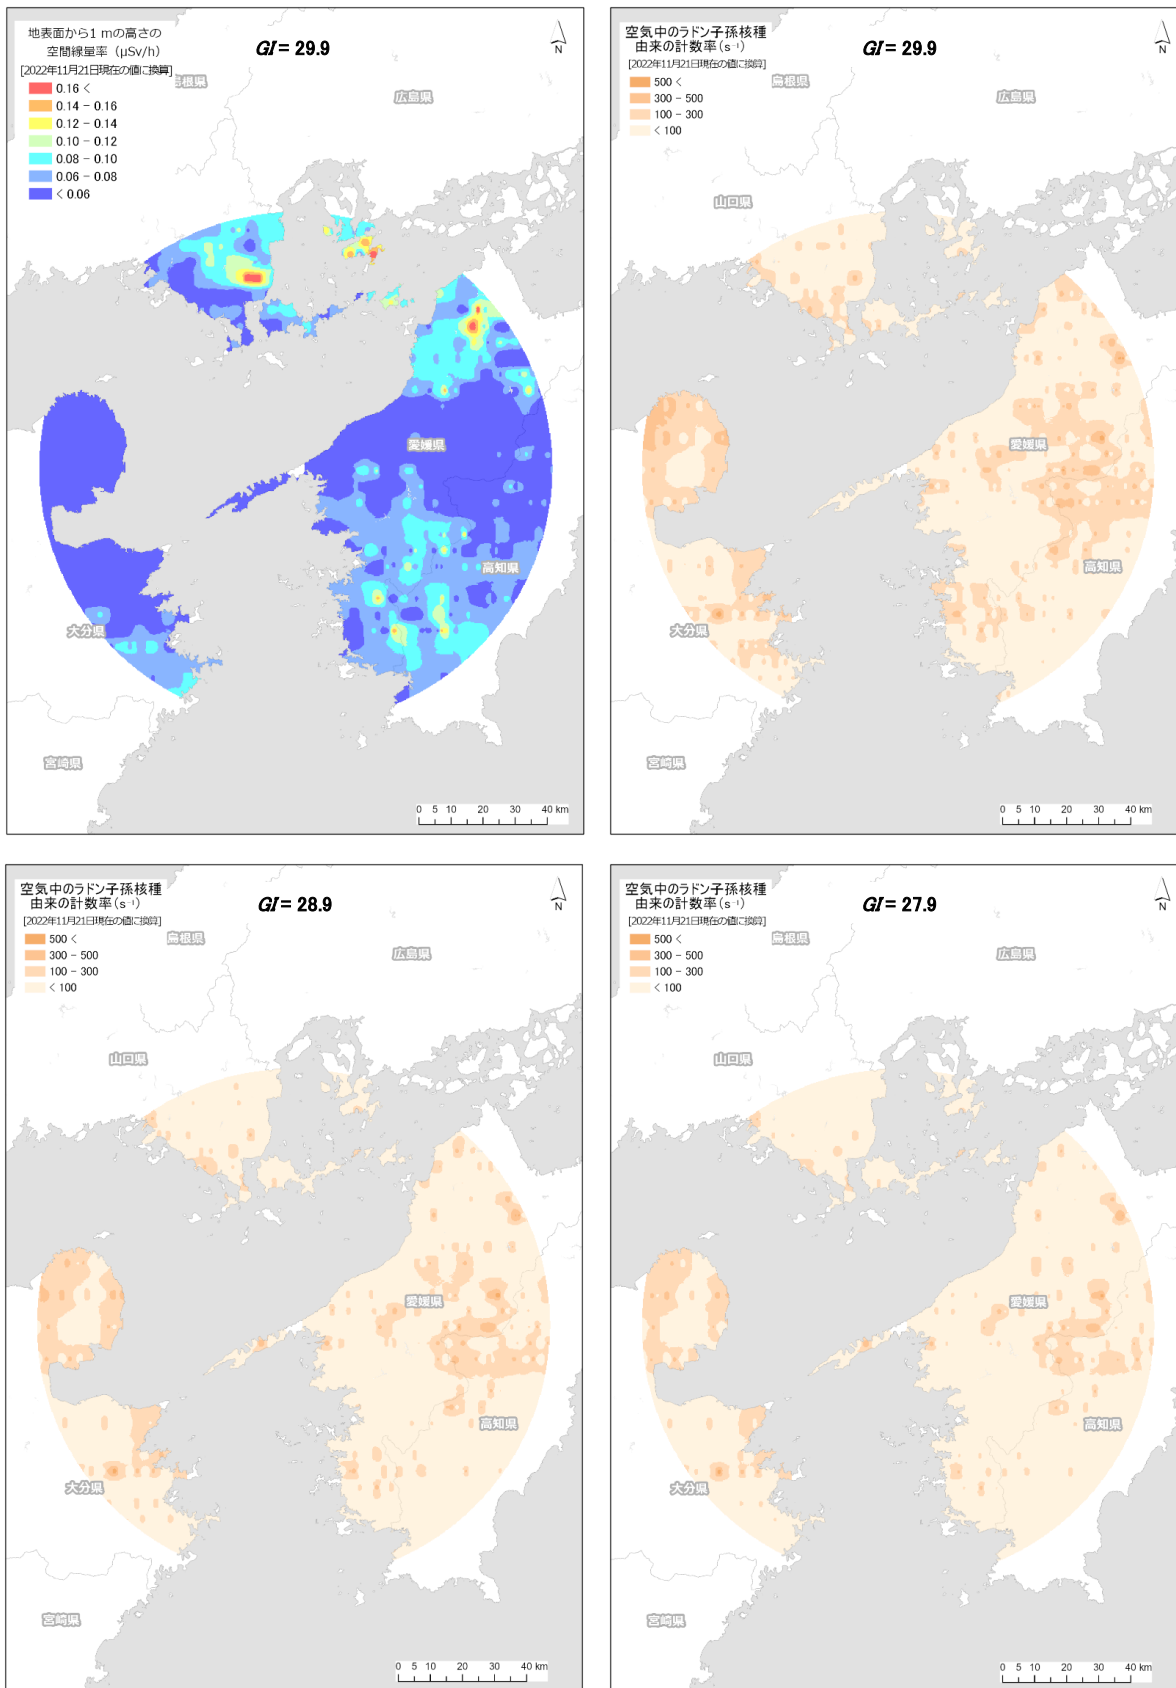 地表面から1 mの高さの
空間線量率 (μSv/h)
[2022年11月21日現在の値に換算]
0.16 <
0.14 - 0.16
0.12 - 0.14
0.10 - 0.12
0.08 - 0.10
0.06 - 0.08
< 0.06
GI = 29.9
N
島根県
広島県
愛媛県
高知県
大分県
宮崎県
0 5 10 20 30 40 km
空気中のラドン子孫核種
由来の計数率(s⁻¹)
[2022年11月21日現在の値に換算]
500 <
300 - 500
100 - 300
< 100
GI = 29.9
N
島根県
広島県
山口県
愛媛県
高知県
大分県
宮崎県
0 5 10 20 30 40 km
空気中のラドン子孫核種
由来の計数率(s⁻¹)
[2022年11月21日現在の値に換算]
500 <
300 - 500
100 - 300
< 100
GI = 28.9
N
島根県
広島県
山口県
愛媛県
高知県
大分県
宮崎県
0 5 10 20 30 40 km
空気中のラドン子孫核種
由来の計数率(s⁻¹)
[2022年11月21日現在の値に換算]
500 <
300 - 500
100 - 300
< 100
GI = 27.9
N
島根県
広島県
山口県
愛媛県
高知県
大分県
宮崎県
0 5 10 20 30 40 km